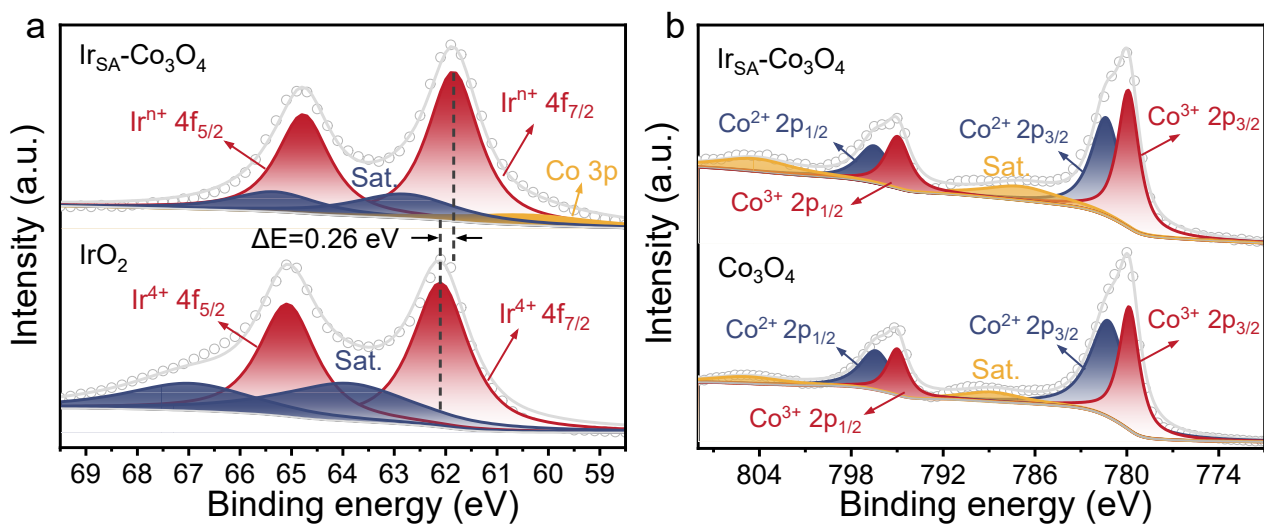 a
Ir_SA-Co₃O₄
Irⁿ⁺ 4f₅/₂
Irⁿ⁺ 4f₇/₂
Sat.
Co 3p
ΔE=0.26 eV
IrO₂
Ir⁴⁺ 4f₅/₂
Ir⁴⁺ 4f₇/₂
Sat.
69 68 67 66 65 64 63 62 61 60 59
Binding energy (eV)
Intensity (a.u.)
b
Ir_SA-Co₃O₄
Co²⁺ 2p₁/₂
Co²⁺ 2p₃/₂
Co³⁺ 2p₃/₂
Sat.
Co³⁺ 2p₁/₂
Co₃O₄
Co²⁺ 2p₁/₂
Co²⁺ 2p₃/₂
Co³⁺ 2p₃/₂
Sat.
Co³⁺ 2p₁/₂
804 798 792 786 780 774
Binding energy (eV)
Intensity (a.u.)